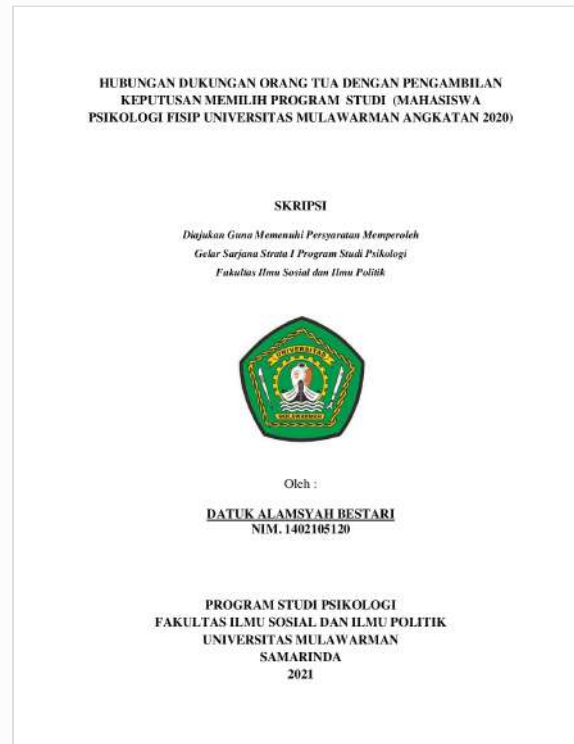 HUBUNGAN DUKUNGAN ORANG TUA DENGAN PENGAMBILAN
KEPUTUSAN MEMILIH PROGRAM STUDI (MAHASISWA
PSIKOLOGI FISIP UNIVERSITAS MULAWARMAN ANGKATAN 2020)
SKRIPSI
Diajukan Guna Memenuhi Persyaratan Memperoleh
Gelar Sarjana Strata I Program Studi Psikologi
Fakultas Ilmu Sosial dan Ilmu Politik
UNIVERSITAS
MULAWARMAN
Oleh :
DATUK ALAMSYAH BESTARI
NIM. 1402105120
PROGRAM STUDI PSIKOLOGI
FAKULTAS ILMU SOSIAL DAN ILMU POLITIK
UNIVERSITAS MULAWARMAN
SAMARINDA
2021